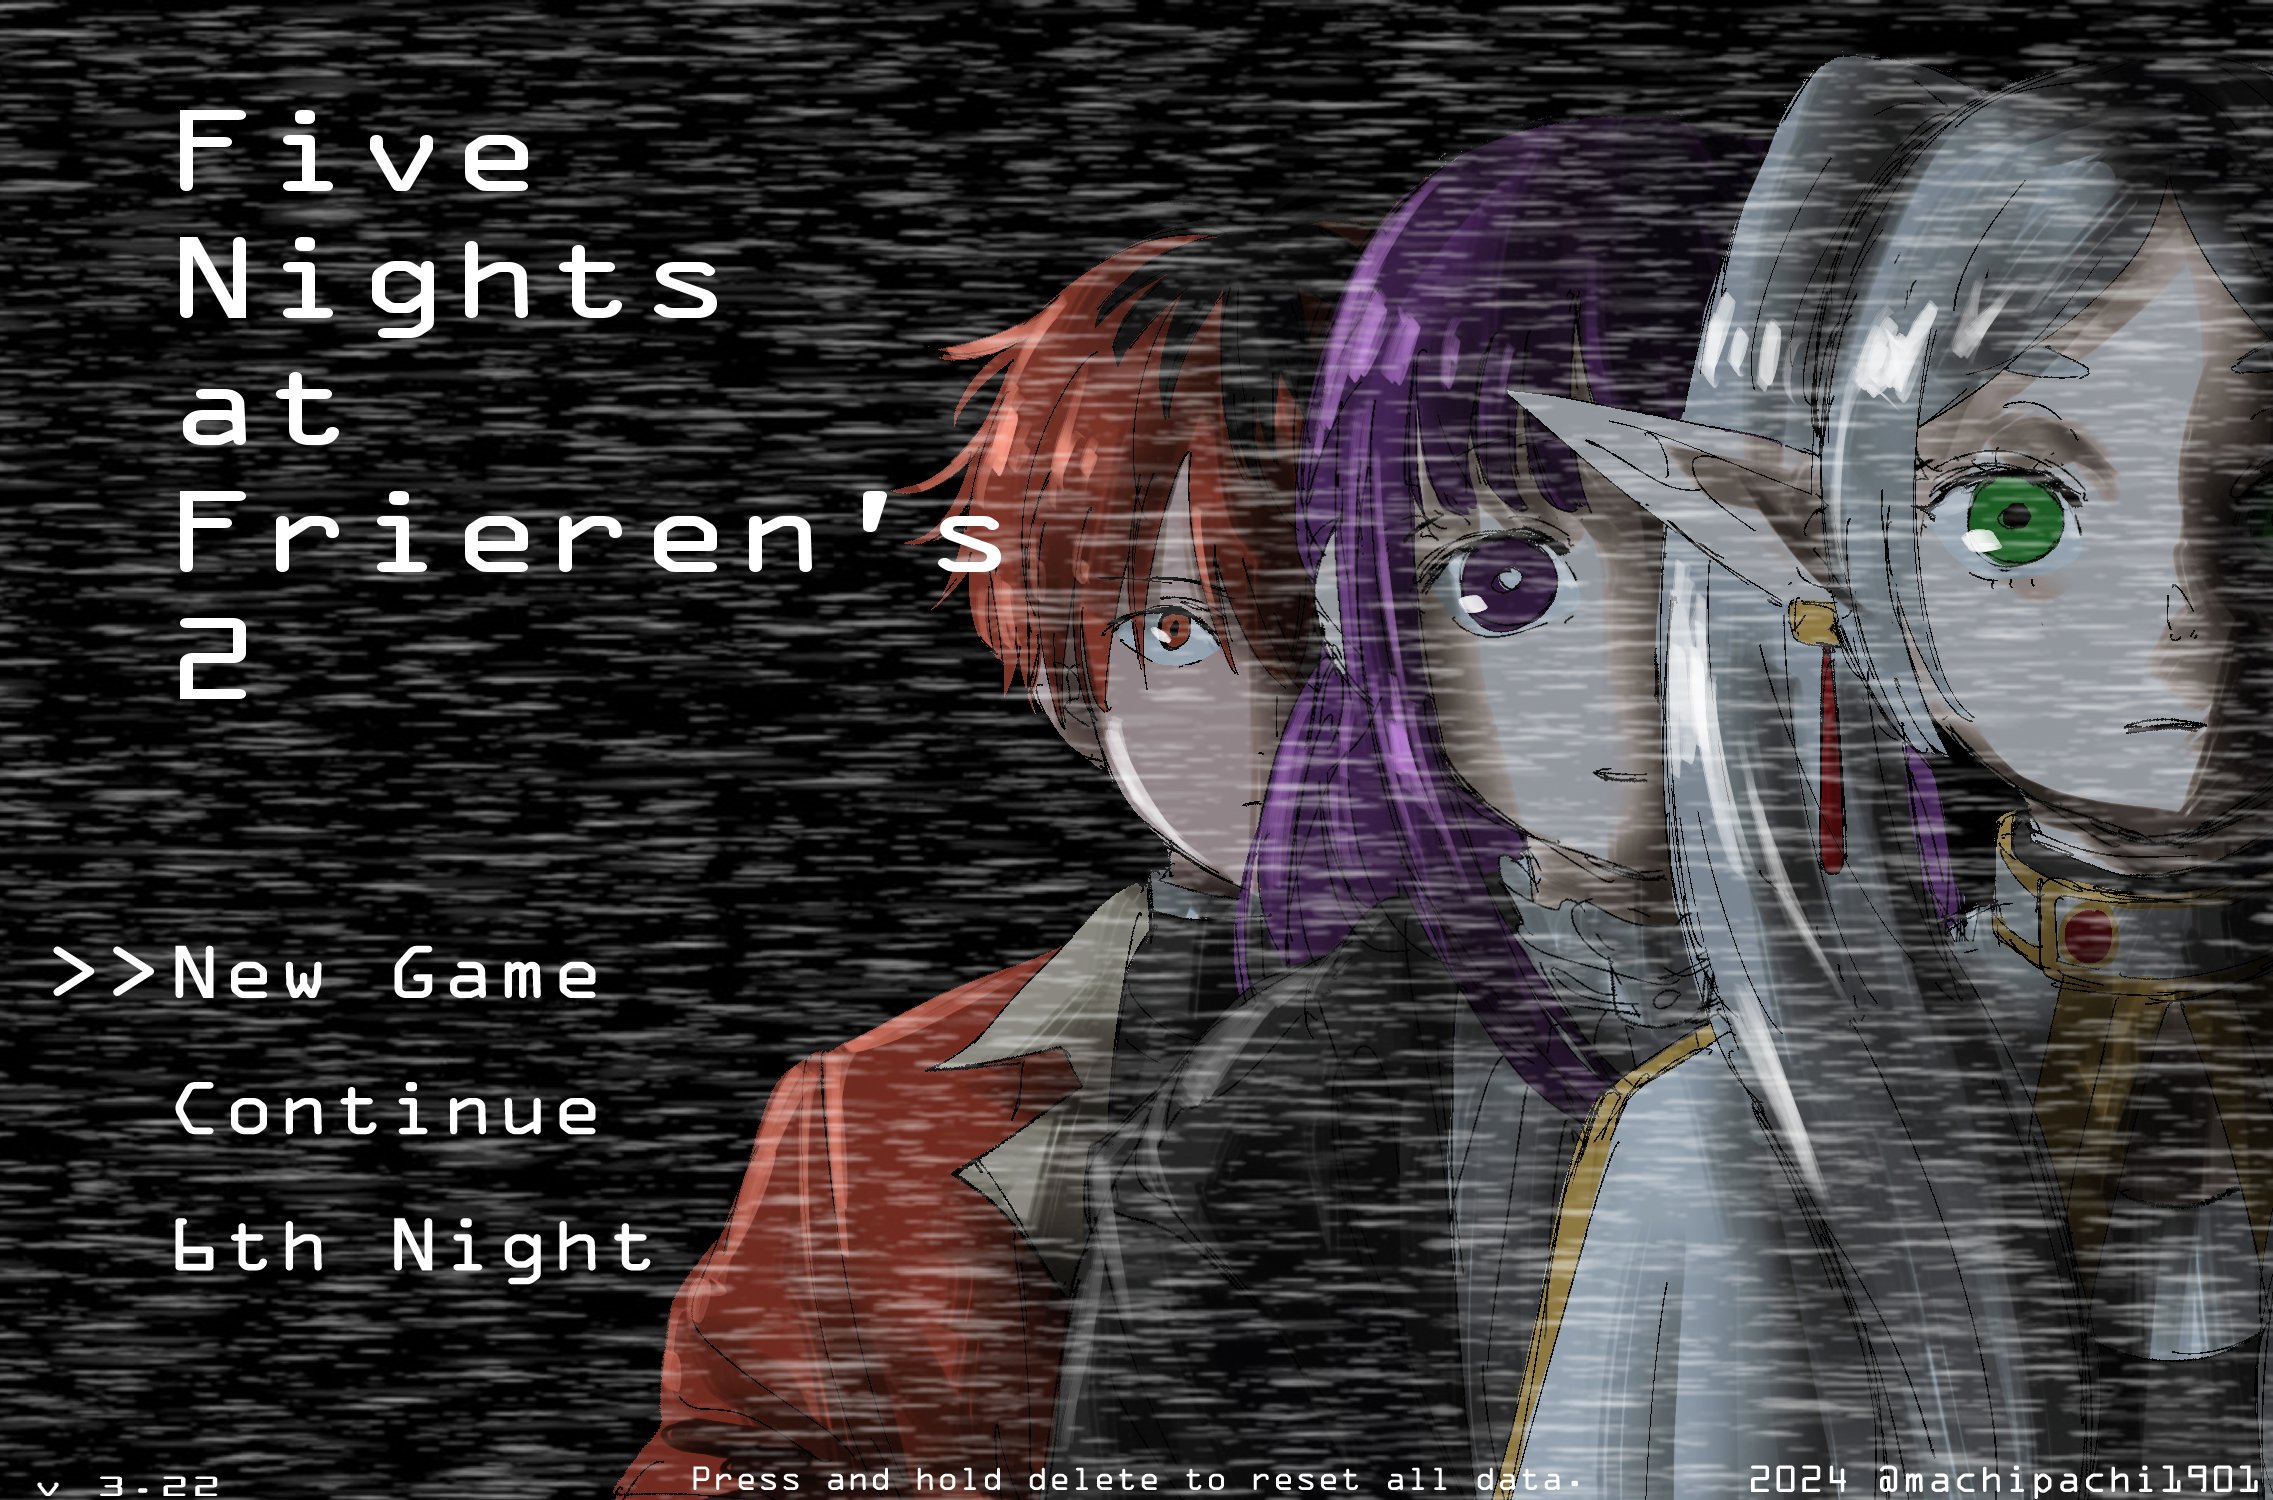 Five
Nights
at
Frieren's
2
>>New Game
Continue
6th Night
v 3.22
Press and hold delete to reset all data.
2024 @machipachi1901